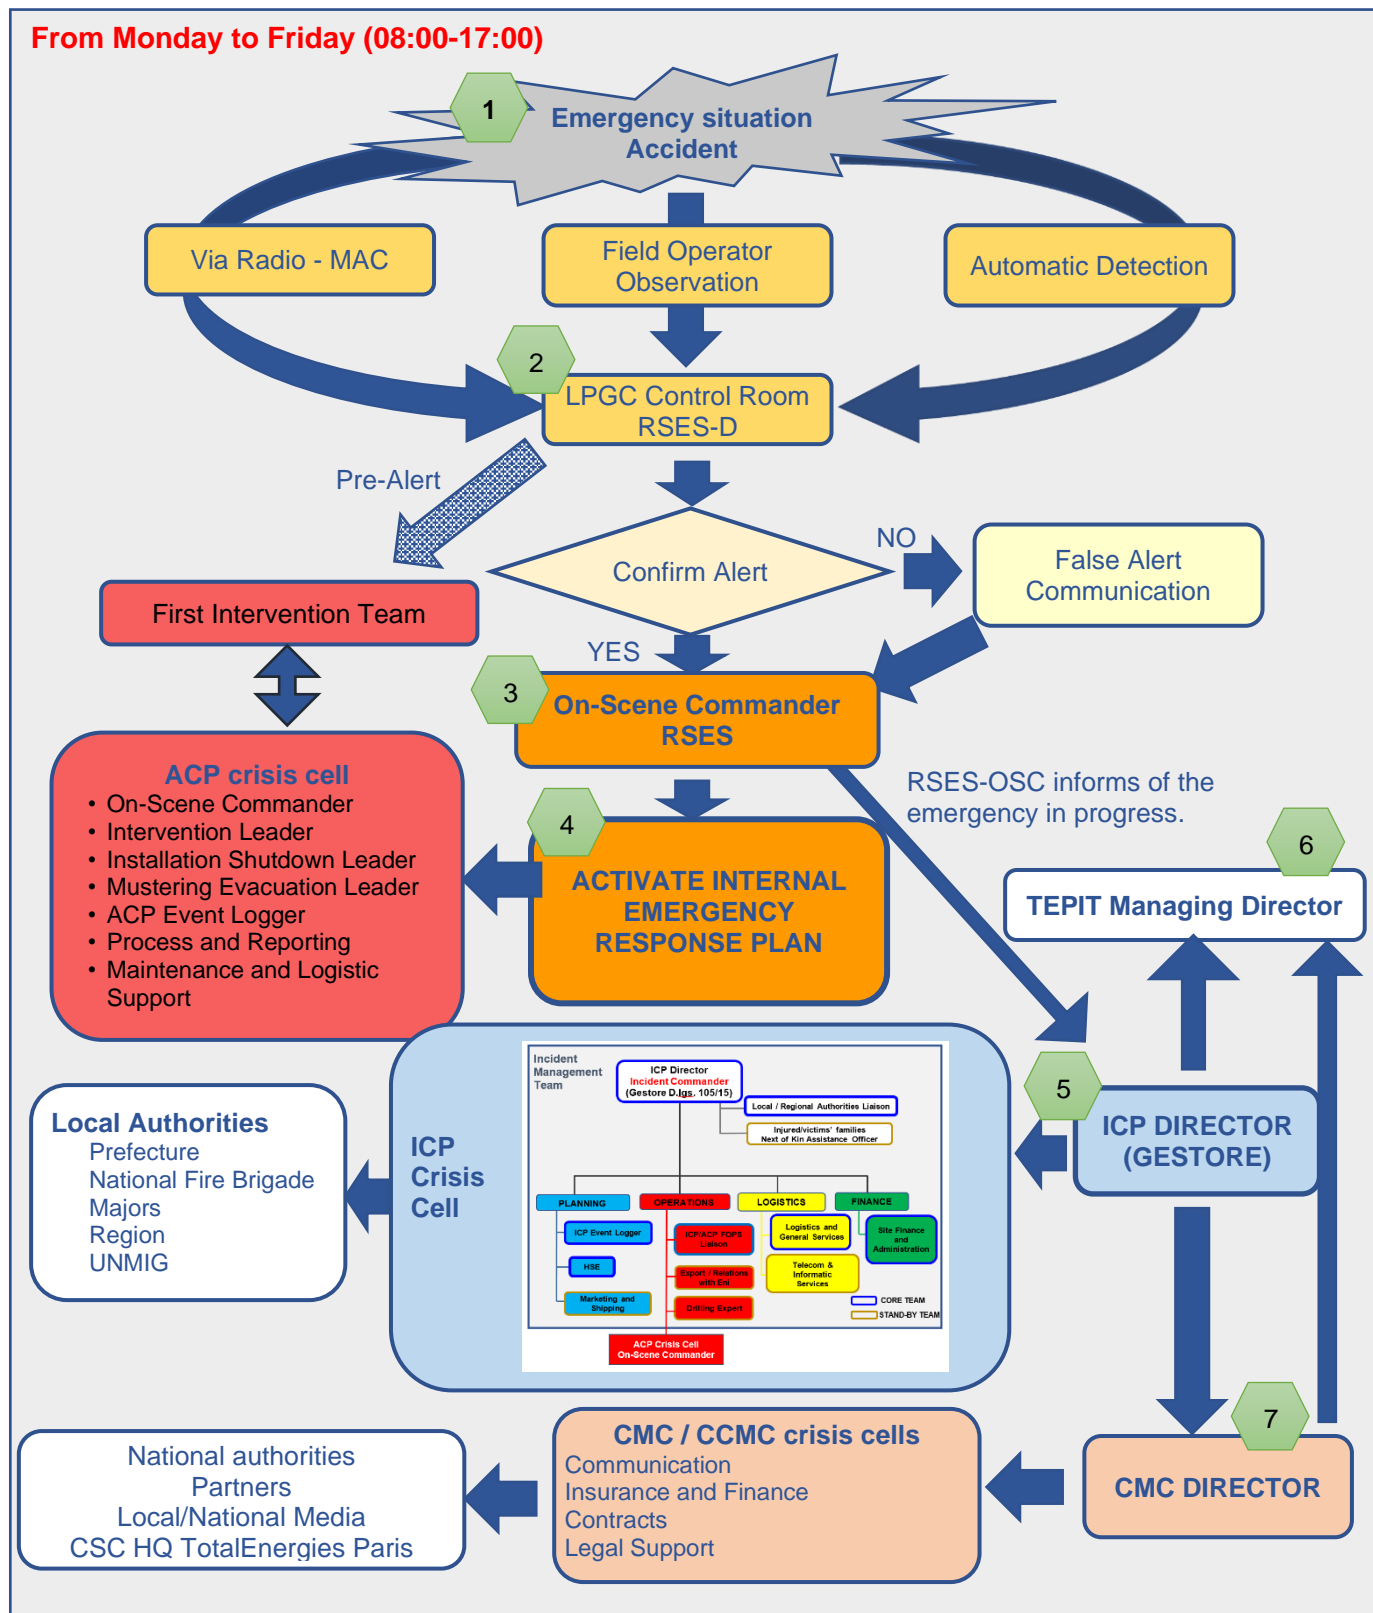 From Monday to Friday (08:00-17:00)
1
Emergency situation
Accident
Via Radio - MAC
Field Operator
Observation
Automatic Detection
2
LPGC Control Room
RSES-D
Pre-Alert
Confirm Alert
NO
False Alert
Communication
First Intervention Team
YES
3
On-Scene Commander
RSES
ACP crisis cell
• On-Scene Commander
• Intervention Leader
• Installation Shutdown Leader
• Mustering Evacuation Leader
• ACP Event Logger
• Process and Reporting
• Maintenance and Logistic
Support
RSES-OSC informs of the
emergency in progress.
4
ACTIVATE INTERNAL
EMERGENCY
RESPONSE PLAN
6
TEPIT Managing Director
5
ICP DIRECTOR
(GESTORE)
ICP
Crisis
Cell
Incident
Management
Team
ICP Director
Incident Commander
(Gestore D.lgs. 105/15)
Local / Regional Authorities Liaison
Injured/victims' families
Next of Kin Assistance Officer
PLANNING
OPERATIONS
LOGISTICS
FINANCE
ICP Event Logger
HSE
Marketing and
Shipping
ICP/ACP FOPS
Liaison
Export / Relations
with Eni
Drilling Expert
Logistics and
General Services
Telecom &
Informatic
Services
Site Finance
and
Administration
CORE TEAM
STAND-BY TEAM
ACP Crisis Cell
On-Scene Commander
Local Authorities
Prefecture
National Fire Brigade
Majors
Region
UNMIG
7
CMC DIRECTOR
CMC / CCMC crisis cells
Communication
Insurance and Finance
Contracts
Legal Support
National authorities
Partners
Local/National Media
CSC HQ TotalEnergies Paris